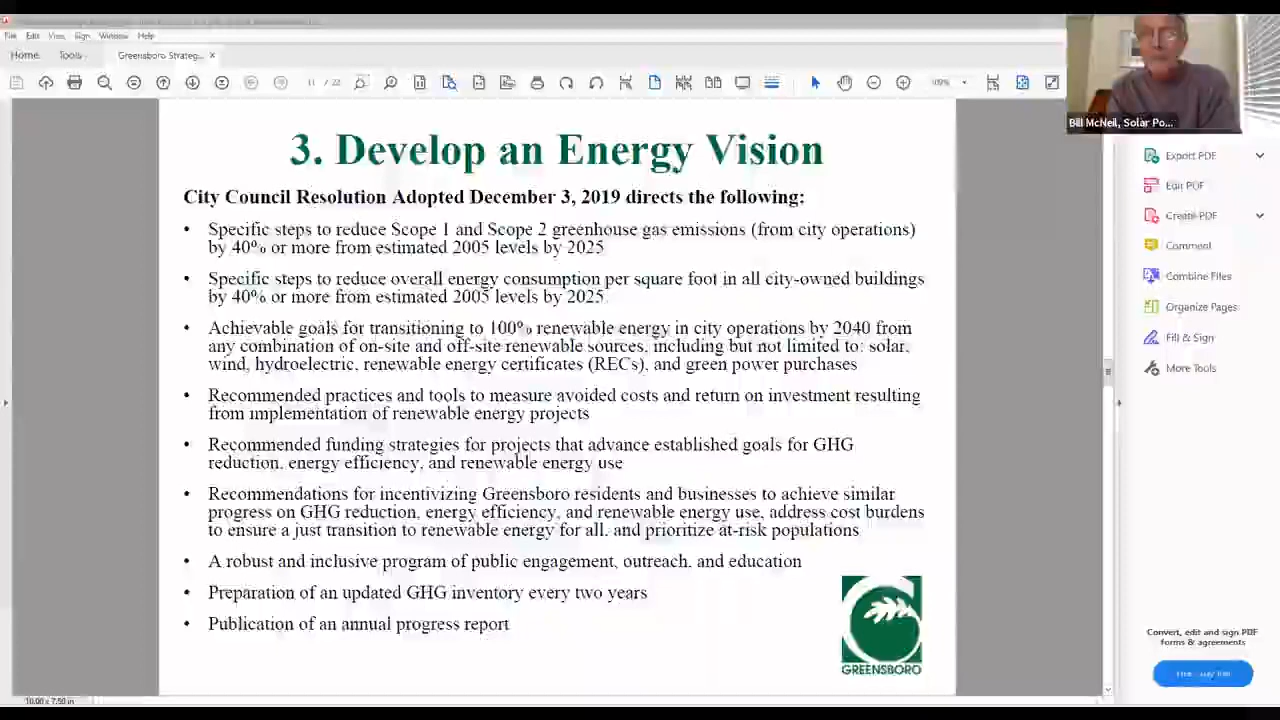 File Edit View Sign Window Help
Home Tools Greensboro Strateg... ×
11 / 22
109%
Bill McNeil, Solar Po...
3. Develop an Energy Vision
City Council Resolution Adopted December 3, 2019 directs the following:
• Specific steps to reduce Scope 1 and Scope 2 greenhouse gas emissions (from city operations)
by 40% or more from estimated 2005 levels by 2025
• Specific steps to reduce overall energy consumption per square foot in all city-owned buildings
by 40% or more from estimated 2005 levels by 2025
• Achievable goals for transitioning to 100% renewable energy in city operations by 2040 from
any combination of on-site and off-site renewable sources, including but not limited to: solar,
wind, hydroelectric, renewable energy certificates (RECs), and green power purchases
• Recommended practices and tools to measure avoided costs and return on investment resulting
from implementation of renewable energy projects
• Recommended funding strategies for projects that advance established goals for GHG
reduction, energy efficiency, and renewable energy use
• Recommendations for incentivizing Greensboro residents and businesses to achieve similar
progress on GHG reduction, energy efficiency, and renewable energy use, address cost burdens
to ensure a just transition to renewable energy for all, and prioritize at-risk populations
• A robust and inclusive program of public engagement, outreach, and education
• Preparation of an updated GHG inventory every two years
• Publication of an annual progress report
GREENSBORO
Export PDF
Edit PDF
Create PDF
Comment
Combine Files
Organize Pages
Fill & Sign
More Tools
Convert, edit and sign PDF
forms & agreements
10.00 x 7.50 in